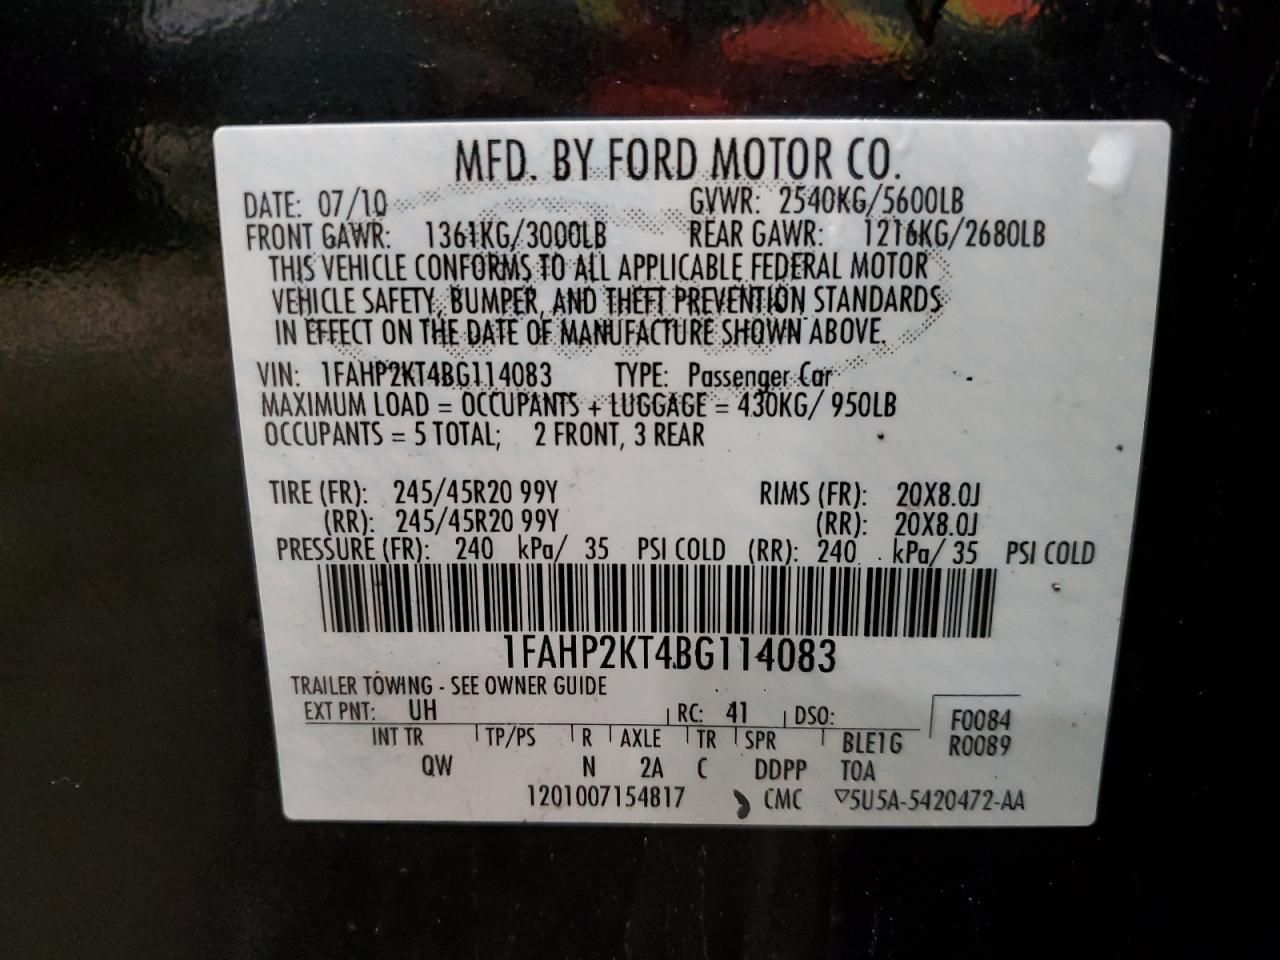 MFD. BY FORD MOTOR CO.
DATE: 07/10 GVWR: 2540KG/5600LB
FRONT GAWR: 1361KG/3000LB REAR GAWR: 1216KG/2680LB
THIS VEHICLE CONFORMS TO ALL APPLICABLE FEDERAL MOTOR
VEHICLE SAFETY, BUMPER, AND THEFT PREVENTION STANDARDS
IN EFFECT ON THE DATE OF MANUFACTURE SHOWN ABOVE.
VIN: 1FAHP2KT4BG114083 TYPE: Passenger Car
MAXIMUM LOAD = OCCUPANTS + LUGGAGE = 430KG/ 950LB
OCCUPANTS = 5 TOTAL; 2 FRONT, 3 REAR
TIRE (FR): 245/45R20 99Y RIMS (FR): 20X8.0J
(RR): 245/45R20 99Y (RR): 20X8.0J
PRESSURE (FR): 240 kPa/ 35 PSI COLD (RR): 240 kPa/ 35 PSI COLD
1FAHP2KT4BG114083
TRAILER TOWING - SEE OWNER GUIDE
EXT PNT: UH RC: 41 DSO: F0084
INT TR TP/PS R AXLE TR SPR BLE1G R0089
QW N 2A C DDPP TOA
1201007154817 CMC ▽5U5A-5420472-AA